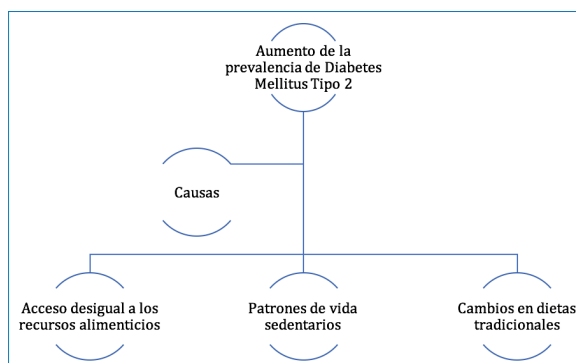 Aumento de la
prevalencia de Diabetes
Mellitus Tipo 2
Causas
Acceso desigual a los
recursos alimenticios
Patrones de vida
sedentarios
Cambios en dietas
tradicionales